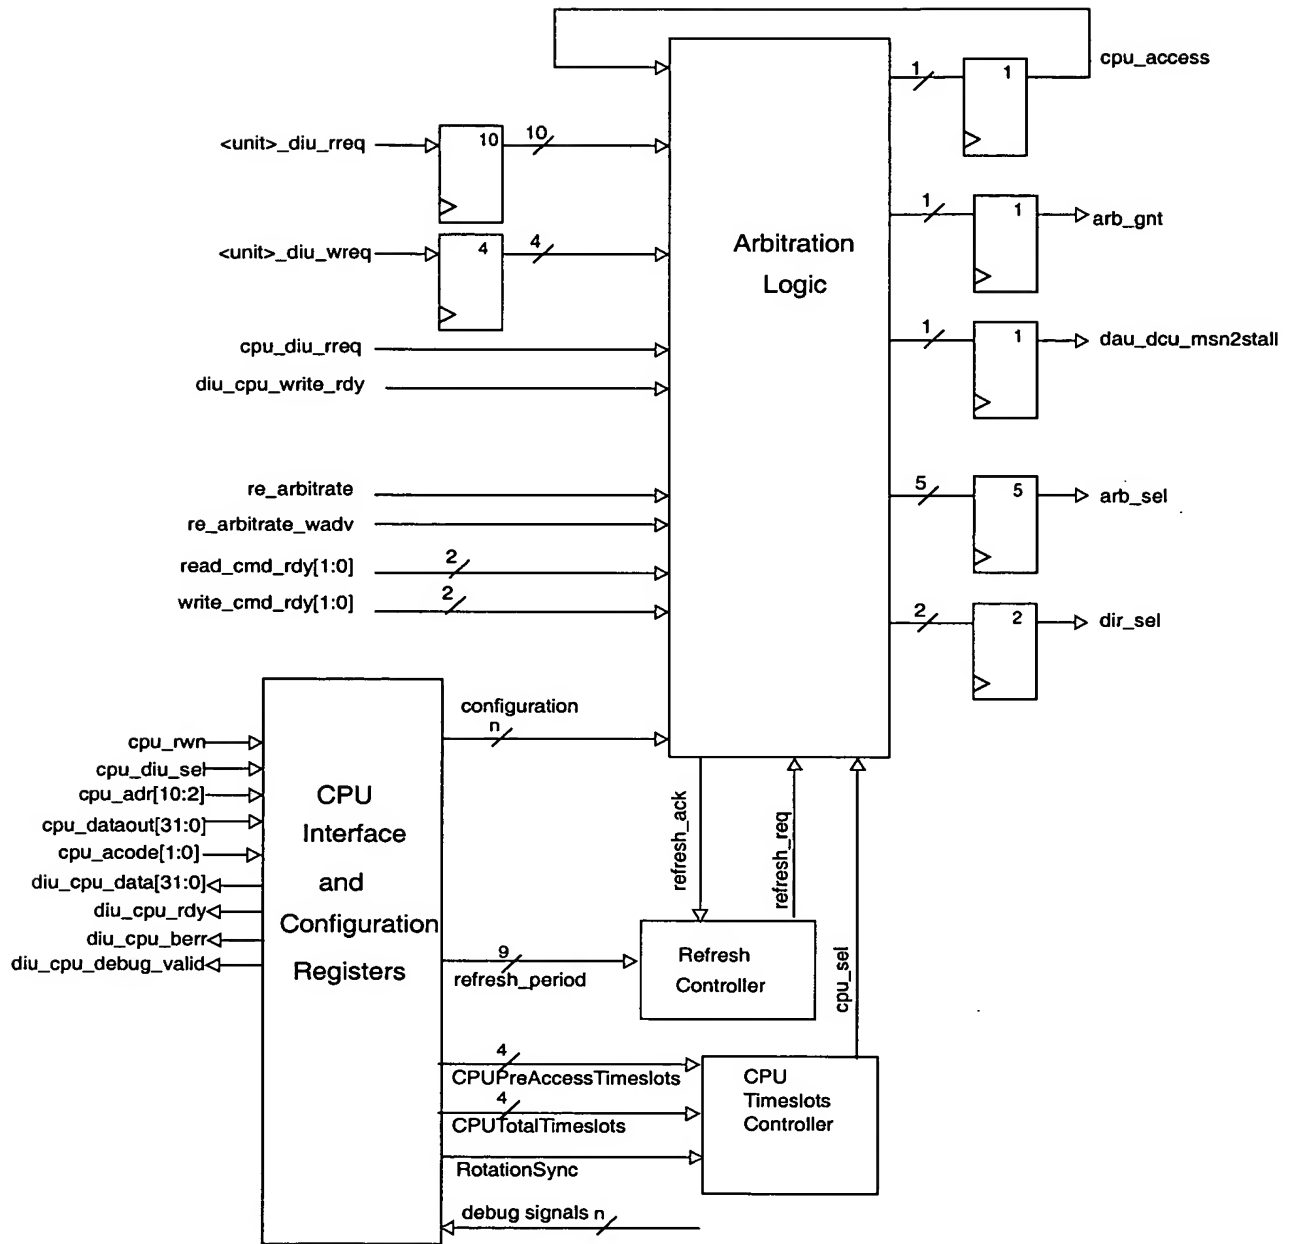 cpu_access
1
1
<unit>_diu_rreq
10
10
1
1
arb_gnt
<unit>_diu_wreq
4
4
Arbitration
Logic
1
1
dau_dcu_msn2stall
cpu_diu_rreq
diu_cpu_write_rdy
re_arbitrate
5
5
arb_sel
re_arbitrate_wadv
read_cmd_rdy[1:0]
2
write_cmd_rdy[1:0]
2
2
2
dir_sel
configuration
n
cpu_rwn
cpu_diu_sel
cpu_adr[10:2]
cpu_dataout[31:0]
cpu_acode[1:0]
diu_cpu_data[31:0]
diu_cpu_rdy
diu_cpu_berr
diu_cpu_debug_valid
CPU
Interface
and
Configuration
Registers
refresh_ack
refresh_req
cpu_sel
9
refresh_period
Refresh
Controller
4
CPUPreAccessTimeslots
4
CPUTotalTimeslots
RotationSync
CPU
Timeslots
Controller
debug signals n